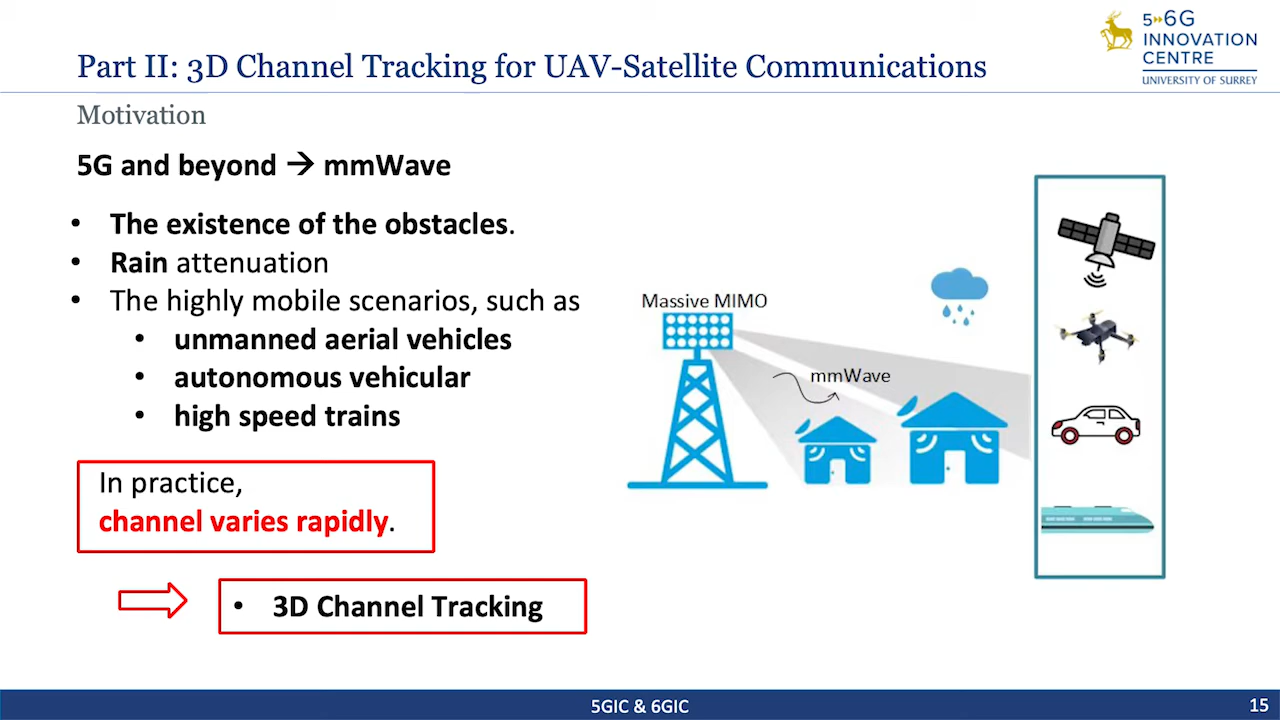 5G 6G
INNOVATION
CENTRE
UNIVERSITY OF SURREY
Part II: 3D Channel Tracking for UAV-Satellite Communications
Motivation
5G and beyond → mmWave
• The existence of the obstacles.
• Rain attenuation
• The highly mobile scenarios, such as
• unmanned aerial vehicles
• autonomous vehicular
• high speed trains
In practice,
channel varies rapidly.
• 3D Channel Tracking
Massive MIMO
mmWave
5GIC & 6GIC
15